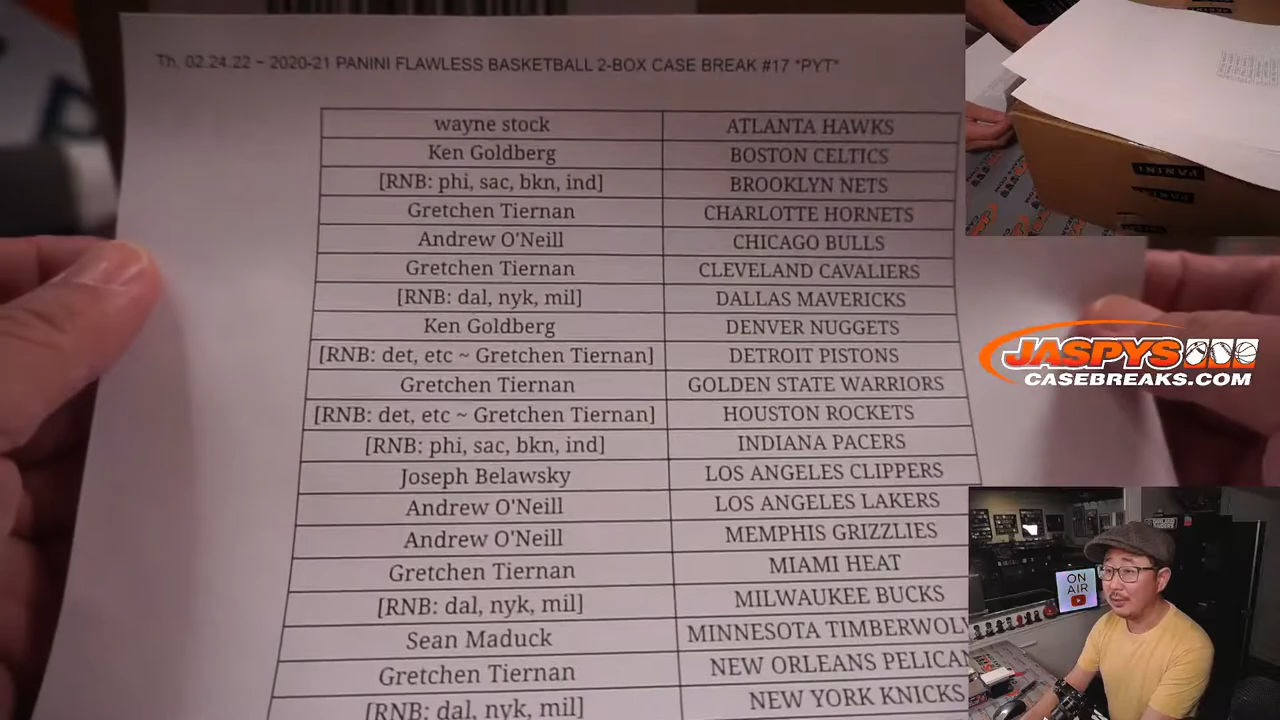 Th. 02.24.22 ~ 2020-21 PANINI FLAWLESS BASKETBALL 2-BOX CASE BREAK #17 "PYT"
wayne stock ATLANTA HAWKS
Ken Goldberg BOSTON CELTICS
[RNB: phi, sac, bkn, ind] BROOKLYN NETS
Gretchen Tiernan CHARLOTTE HORNETS
Andrew O'Neill CHICAGO BULLS
Gretchen Tiernan CLEVELAND CAVALIERS
[RNB: dal, nyk, mil] DALLAS MAVERICKS
Ken Goldberg DENVER NUGGETS
[RNB: det, etc ~ Gretchen Tiernan] DETROIT PISTONS
Gretchen Tiernan GOLDEN STATE WARRIORS
[RNB: det, etc ~ Gretchen Tiernan] HOUSTON ROCKETS
[RNB: phi, sac, bkn, ind] INDIANA PACERS
Joseph Belawsky LOS ANGELES CLIPPERS
Andrew O'Neill LOS ANGELES LAKERS
Andrew O'Neill MEMPHIS GRIZZLIES
Gretchen Tiernan MIAMI HEAT
[RNB: dal, nyk, mil] MILWAUKEE BUCKS
Sean Maduck MINNESOTA TIMBERWOLV
Gretchen Tiernan NEW ORLEANS PELICAN
[RNB: dal, nyk, mil] NEW YORK KNICKS
PANINI
PANINI
JASPYS
CASEBREAKS.COM
ON
AIR